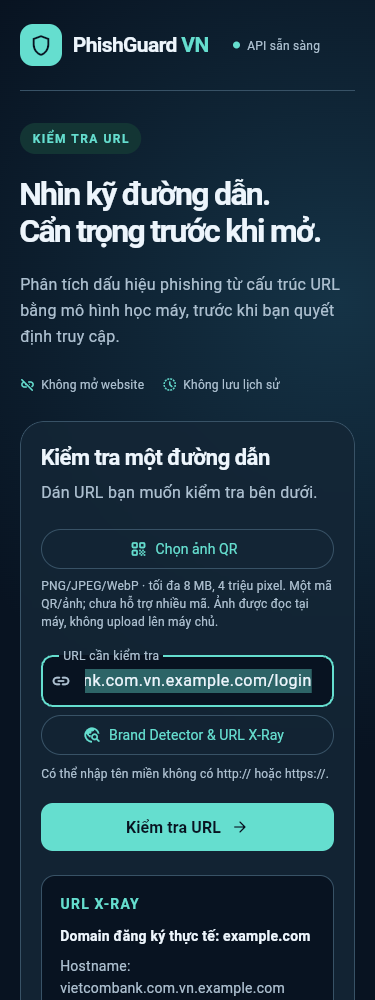 PhishGuard VN
API sẵn sàng
KIỂM TRA URL
Nhìn kỹ đường dẫn.
Cẩn trọng trước khi mở.
Phân tích dấu hiệu phishing từ cấu trúc URL
bằng mô hình học máy, trước khi bạn quyết
định truy cập.
Không mở website
Không lưu lịch sử
Kiểm tra một đường dẫn
Dán URL bạn muốn kiểm tra bên dưới.
Chọn ảnh QR
PNG/JPEG/WebP · tối đa 8 MB, 4 triệu pixel. Một mã
QR/ảnh; chưa hỗ trợ nhiều mã. Ảnh được đọc tại
máy, không upload lên máy chủ.
URL cần kiểm tra
nk.com.vn.example.com/login
Brand Detector & URL X-Ray
Có thể nhập tên miền không có http:// hoặc https://.
Kiểm tra URL
URL X-RAY
Domain đăng ký thực tế: example.com
Hostname:
vietcombank.com.vn.example.com